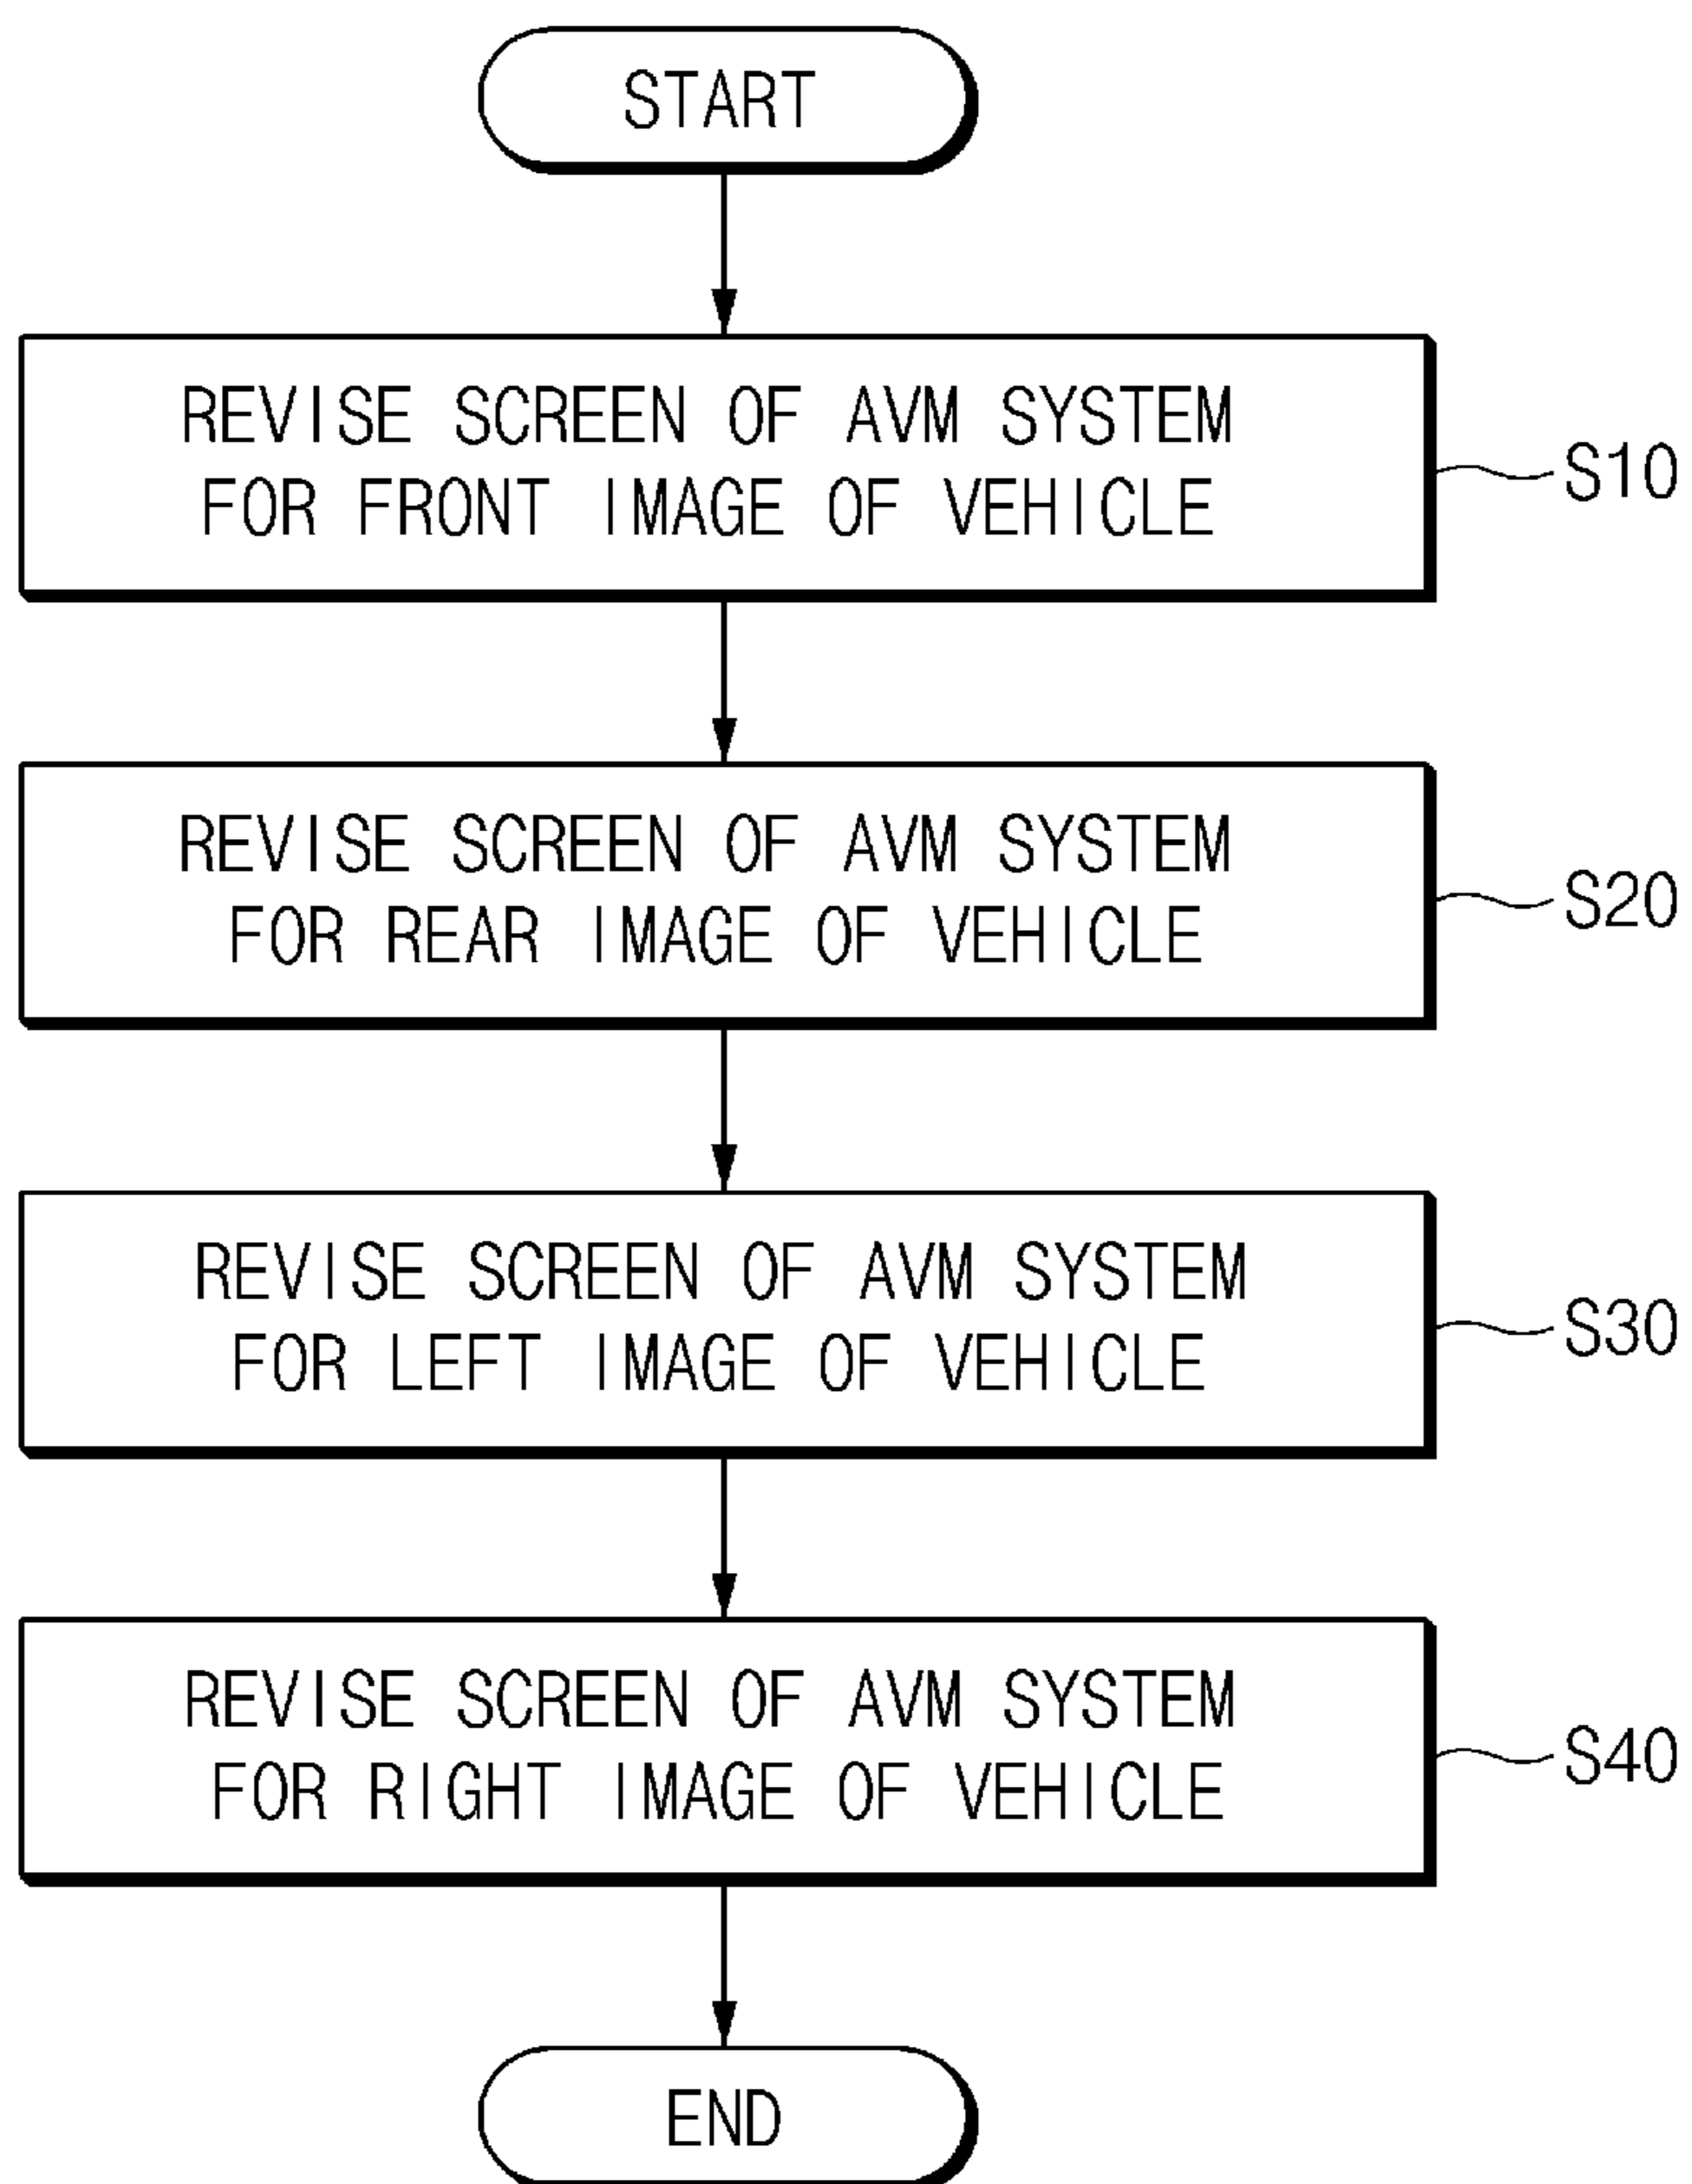 START
REVISE SCREEN OF AVM SYSTEM
FOR FRONT IMAGE OF VEHICLE
S10
REVISE SCREEN OF AVM SYSTEM
FOR REAR IMAGE OF VEHICLE
S20
REVISE SCREEN OF AVM SYSTEM
FOR LEFT IMAGE OF VEHICLE
S30
REVISE SCREEN OF AVM SYSTEM
FOR RIGHT IMAGE OF VEHICLE
S40
END